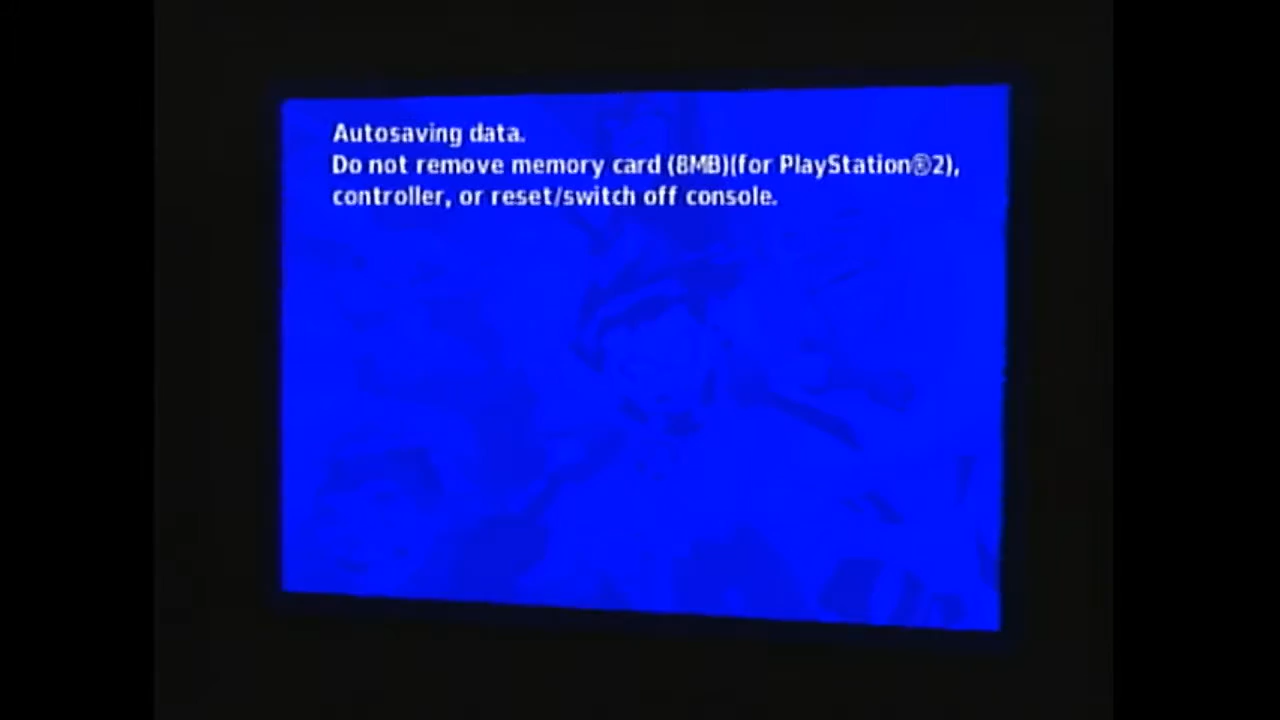 Autosaving data.
Do not remove memory card (8MB)(for PlayStation®2),
controller, or reset/switch off console.